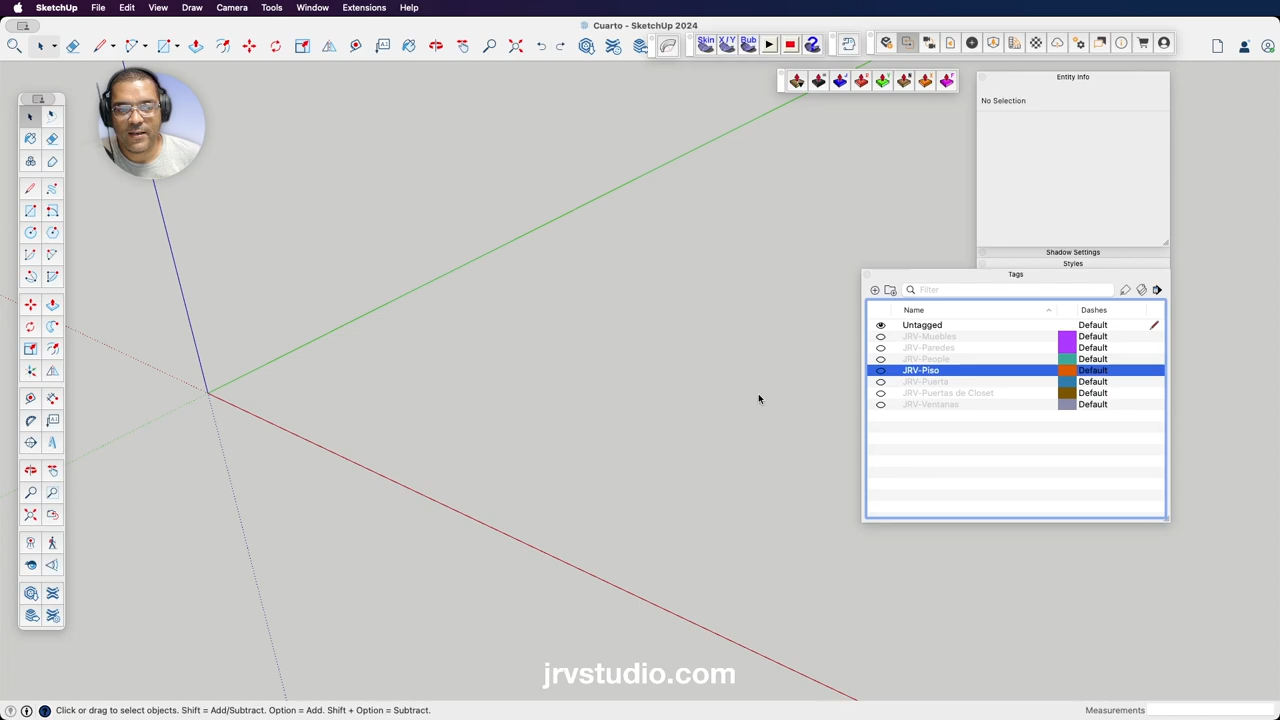 SketchUp File Edit View Draw Camera Tools Window Extensions Help
Cuarto - SketchUp 2024
Skin X/Y Bub
Entity Info
No Selection
Shadow Settings
Styles
Tags
Filter
Name Dashes
Untagged Default
JRV-Muebles Default
JRV-Paredes Default
JRV-People Default
JRV-Piso Default
JRV-Puerta Default
JRV-Puertas de Closet Default
JRV-Ventanas Default
jrvstudio.com
Click or drag to select objects. Shift = Add/Subtract. Option = Add. Shift + Option = Subtract.
Measurements